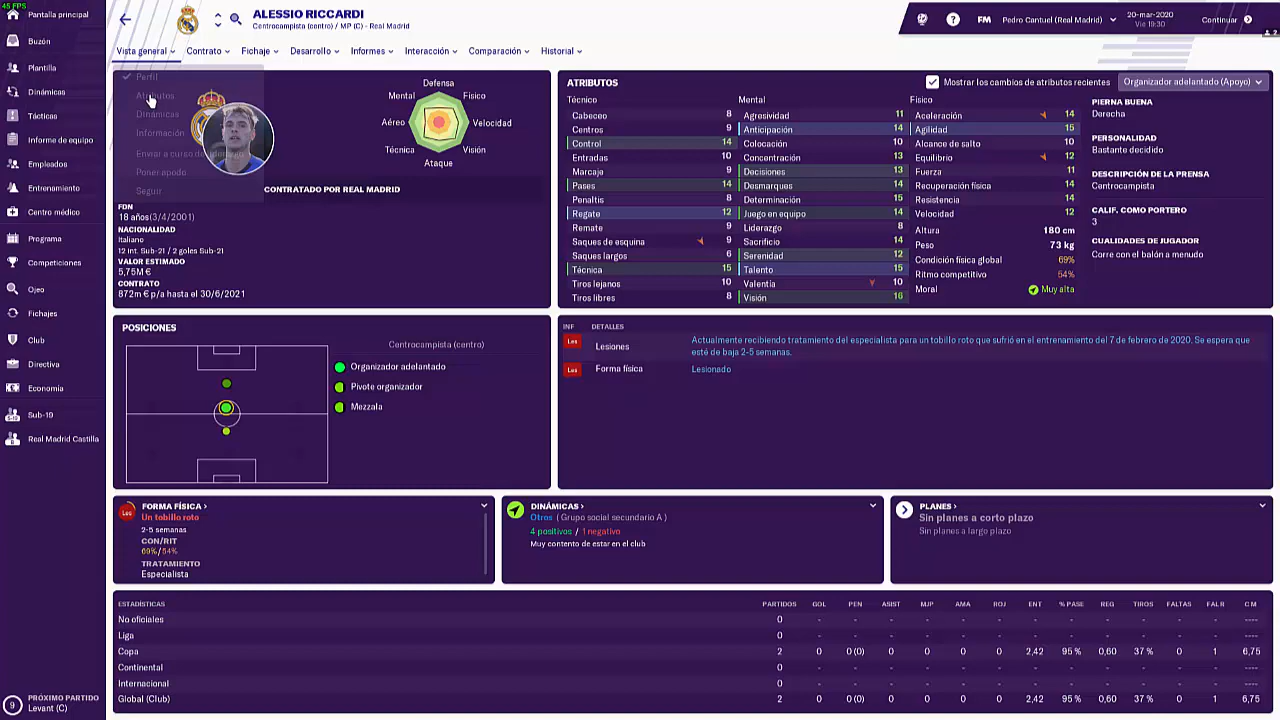 45 FPS
Pantalla principal
Buzón
Plantilla
Dinámicas
Tácticas
Informe de equipo
Empleados
Entrenamiento
Centro médico
Programa
Competiciones
Ojeo
Fichajes
Club
Directiva
Economía
Sub-19
Real Madrid Castilla
9 PRÓXIMO PARTIDO
Levant (C)
ALESSIO RICCARDI
Centrocampista (centro) / MP (C) - Real Madrid
FM Pedro Cantuel (Real Madrid) 20-mar-2020
Vie 19:30 Continuar
Vista general Contrato Fichaje Desarrollo Informes Interacción Comparación Historial
Perfil
Atributos
Dinámicas
Información
Poner apodo
Seguir
Defensa
Mental Físico
Aéreo Velocidad
Técnica Visión
Ataque
CONTRATADO POR REAL MADRID
FDN
18 años(3/4/2001)
NACIONALIDAD
Italiano
12 int. Sub-21 / 2 goles Sub-21
VALOR ESTIMADO
5,75M €
CONTRATO
872m € p/a hasta el 30/6/2021
ATRIBUTOS Mostrar los cambios de atributos recientes Organizador adelantado (Apoyo)
Técnico Mental Físico
Cabeceo 8 Agresividad 11 Aceleración 14
Centros 9 Anticipación 14 Agilidad 15
Control 14 Colocación 10 Alcance de salto 10
Entradas 10 Concentración 13 Equilibrio 12
Marcaje 9 Decisiones 13 Fuerza 11
Pases 14 Desmarques 14 Recuperación física 14
Penaltis 8 Determinación 15 Resistencia 14
Regate 12 Juego en equipo 14 Velocidad 12
Remate 9 Liderazgo 8 Altura 180 cm
Saques de esquina 9 Sacrificio 14 Peso 73 kg
Saques largos 6 Serenidad 12 Condición física global 69%
Técnica 15 Talento 15 Ritmo competitivo 54%
Tiros lejanos 10 Valentía 10 Moral Muy alta
Tiros libres 8 Visión 16
PIERNA BUENA
Derecha
PERSONALIDAD
Bastante decidido
DESCRIPCIÓN DE LA PRENSA
Centrocampista
CALIF. COMO PORTERO
3
CUALIDADES DE JUGADOR
Corre con el balón a menudo
POSICIONES
Centrocampista (centro)
Organizador adelantado
Pivote organizador
Mezzala
INF DETALLES
Les Lesiones Actualmente recibiendo tratamiento del especialista para un tobillo roto que sufrió en el entrenamiento del 7 de febrero de 2020. Se espera que
esté de baja 2-5 semanas.
Les Forma física Lesionado
Les FORMA FÍSICA >
Un tobillo roto
2-5 semanas
CON/RIT
69%/54%
TRATAMIENTO
Especialista
DINÁMICAS >
Otros ( Grupo social secundario A )
4 positivos / 1 negativo
Muy contento de estar en el club
PLANES >
Sin planes a corto plazo
Sin planes a largo plazo
ESTADÍSTICAS PARTIDOS GOL PEN ASIST MJP AMA ROJ ENT % PASE REG TIROS FALTAS FAL R C M
No oficiales 0 - - - - - - - - - - - - ----
Liga 0 - - - - - - - - - - - - ----
Copa 2 0 0 (0) 0 0 0 0 2,42 95 % 0,60 37 % 0 1 6,75
Continental 0 - - - - - - - - - - - - ----
Internacional 0 - - - - - - - - - - - - ----
Global (Club) 2 0 0 (0) 0 0 0 0 2,42 95 % 0,60 37 % 0 1 6,75